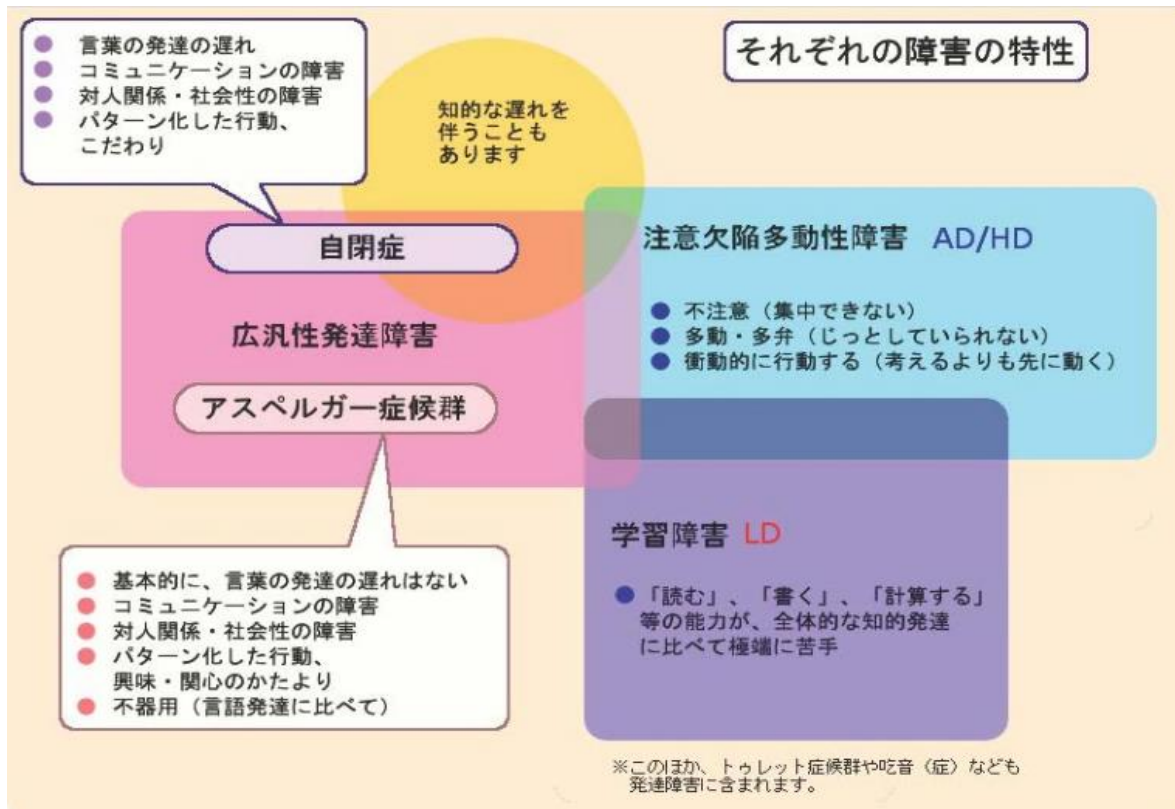 それぞれの障害の特性
言葉の発達の遅れ
コミュニケーションの障害
対人関係・社会性の障害
パターン化した行動、
こだわり
知的な遅れを
伴うことも
あります
自閉症
広汎性発達障害
アスペルガー症候群
基本的に、言葉の発達の遅れはない
コミュニケーションの障害
対人関係・社会性の障害
パターン化した行動、
興味・関心のかたより
不器用（言語発達に比べて）
注意欠陥多動性障害 AD/HD
不注意（集中できない）
多動・多弁（じっとしていられない）
衝動的に行動する（考えるよりも先に動く）
学習障害 LD
「読む」、「書く」、「計算する」
等の能力が、全体的な知的発達
に比べて極端に苦手
※このほか、トゥレット症候群や吃音（症）なども
発達障害に含まれます。